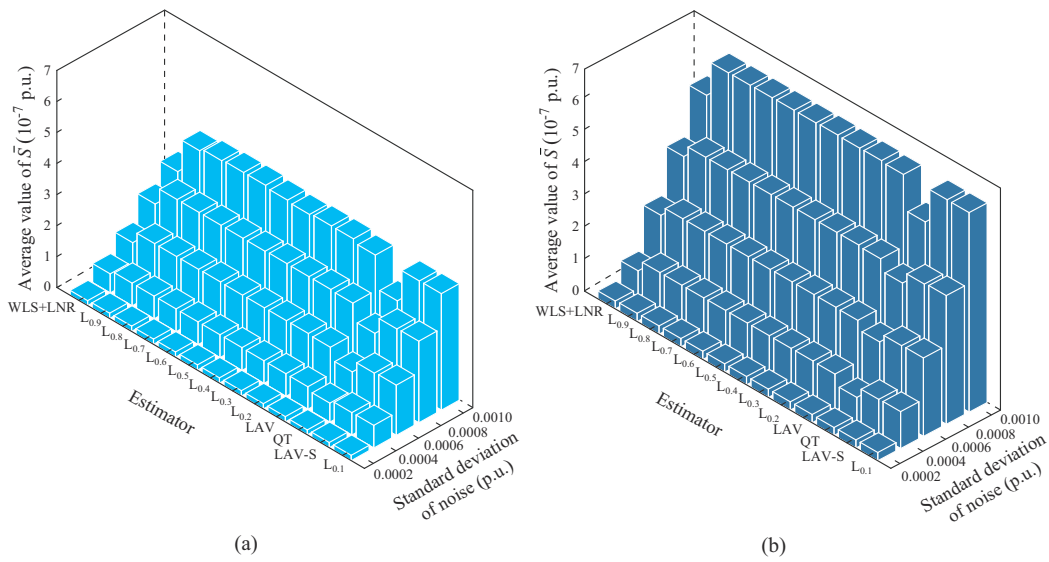 Average value of S̄ (10⁻⁷ p.u.)
7
6
5
4
3
2
1
0
WLS+LNR
L₀.₉
L₀.₈
L₀.₇
L₀.₆
L₀.₅
L₀.₄
L₀.₃
L₀.₂
LAV
QT
LAV-S
L₀.₁
Estimator
0.0002
0.0004
0.0006
0.0008
0.0010
Standard deviation
of noise (p.u.)
(a)
Average value of S̄ (10⁻⁷ p.u.)
7
6
5
4
3
2
1
0
WLS+LNR
L₀.₉
L₀.₈
L₀.₇
L₀.₆
L₀.₅
L₀.₄
L₀.₃
L₀.₂
LAV
QT
LAV-S
L₀.₁
Estimator
0.0002
0.0004
0.0006
0.0008
0.0010
Standard deviation
of noise (p.u.)
(b)